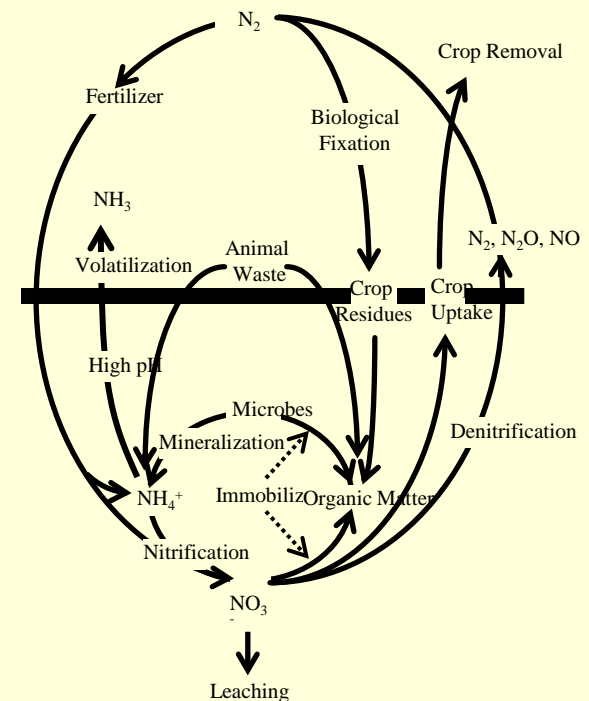 N₂
Crop Removal
Fertilizer
Biological
Fixation
NH₃
N₂, N₂O, NO
Animal
Waste
Volatilization
Crop
Residues
Crop
Uptake
High pH
Microbes
Mineralization
Denitrification
NH₄⁺
Immobiliz
Organic Matter
Nitrification
NO₃
-
Leaching